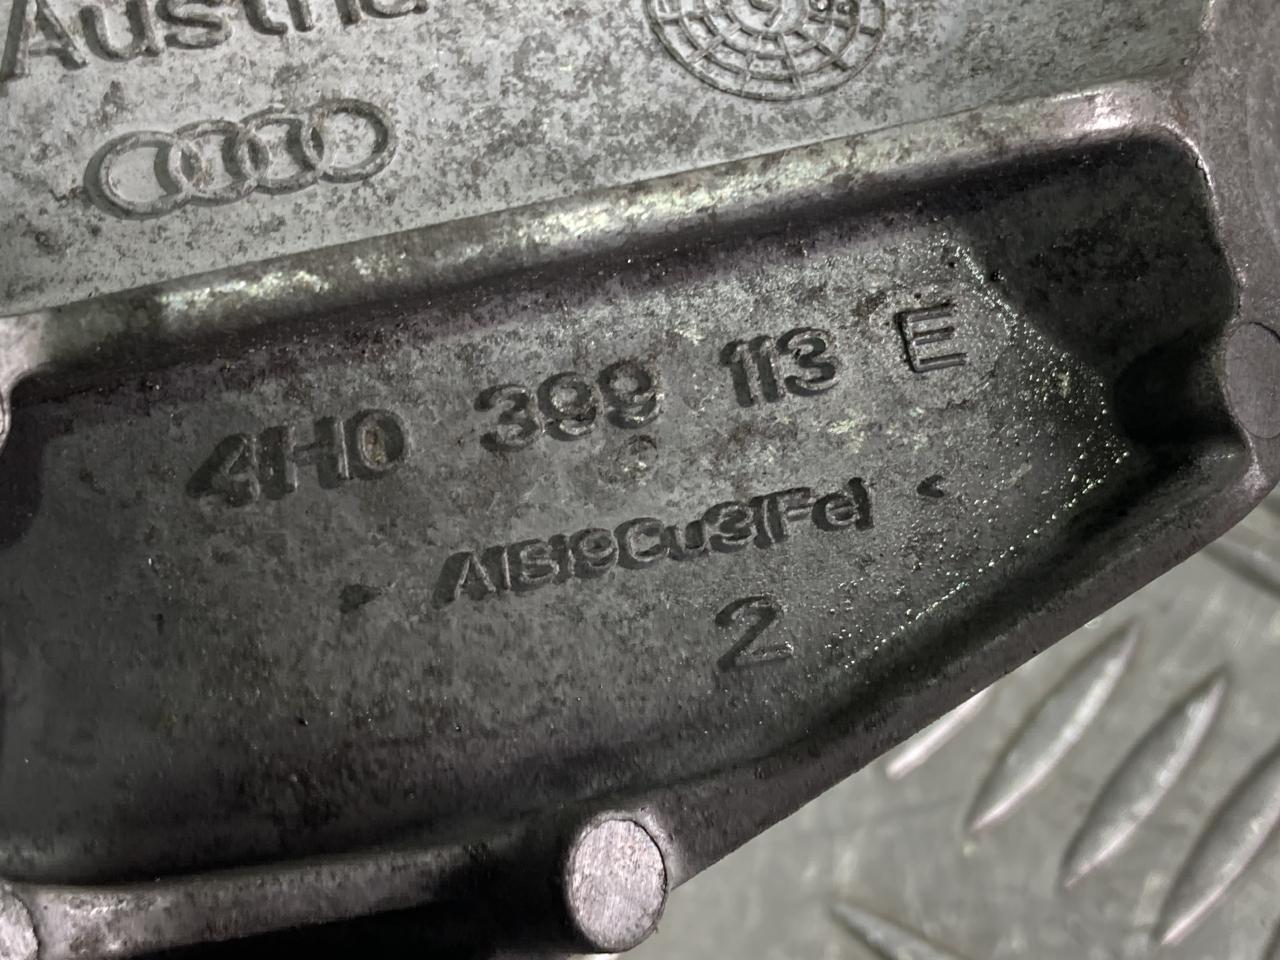 Austria
4H0 399 113 E
>AlSi9Cu3(Fe)<
2